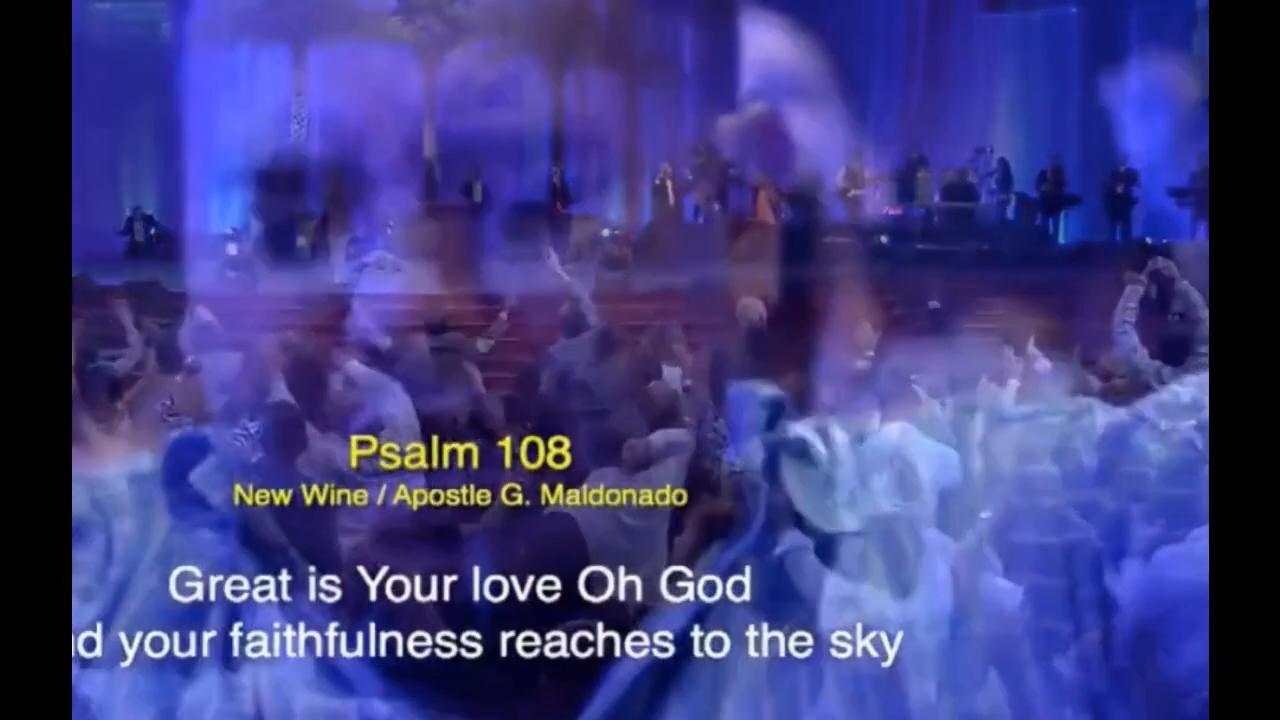 Psalm 108
New Wine / Apostle G. Maldonado
Great is Your love Oh God
d your faithfulness reaches to the sky